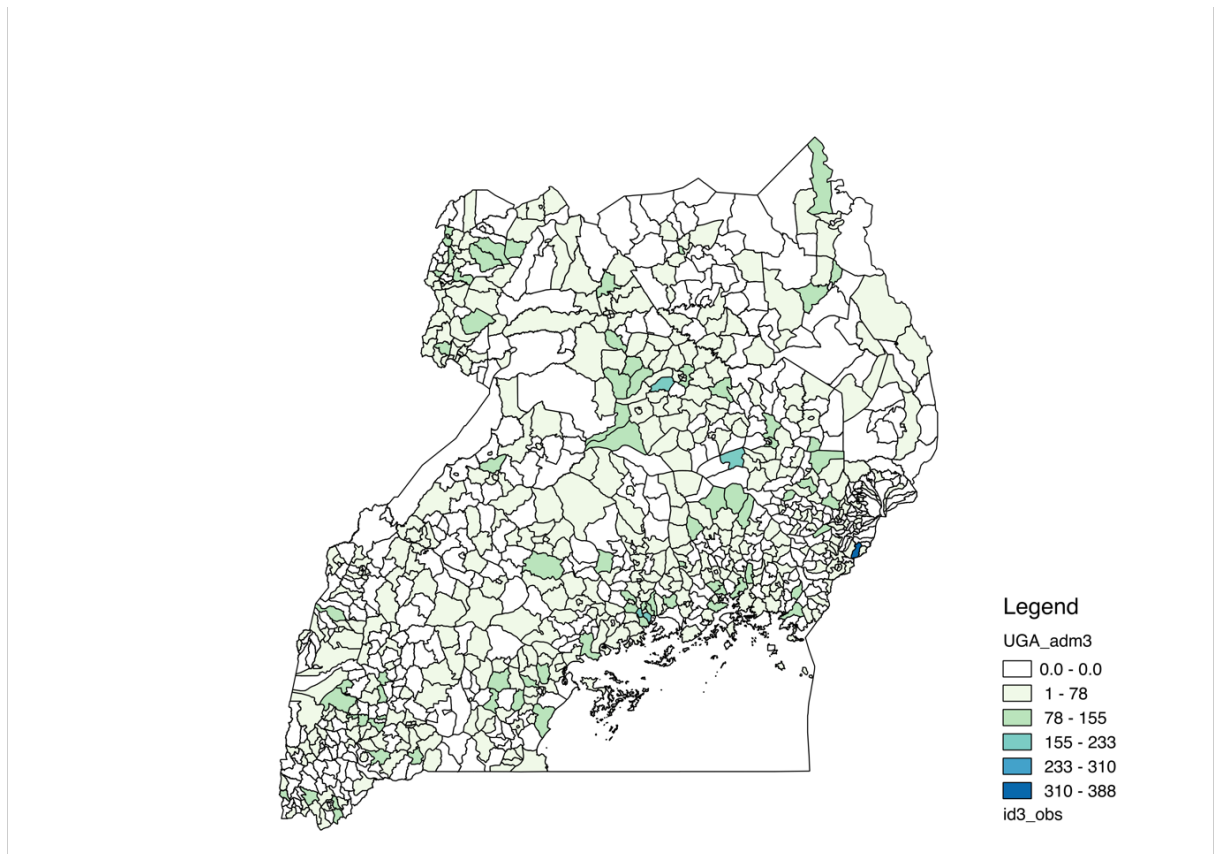 Legend
UGA_adm3
0.0 - 0.0
1 - 78
78 - 155
155 - 233
233 - 310
310 - 388
id3_obs